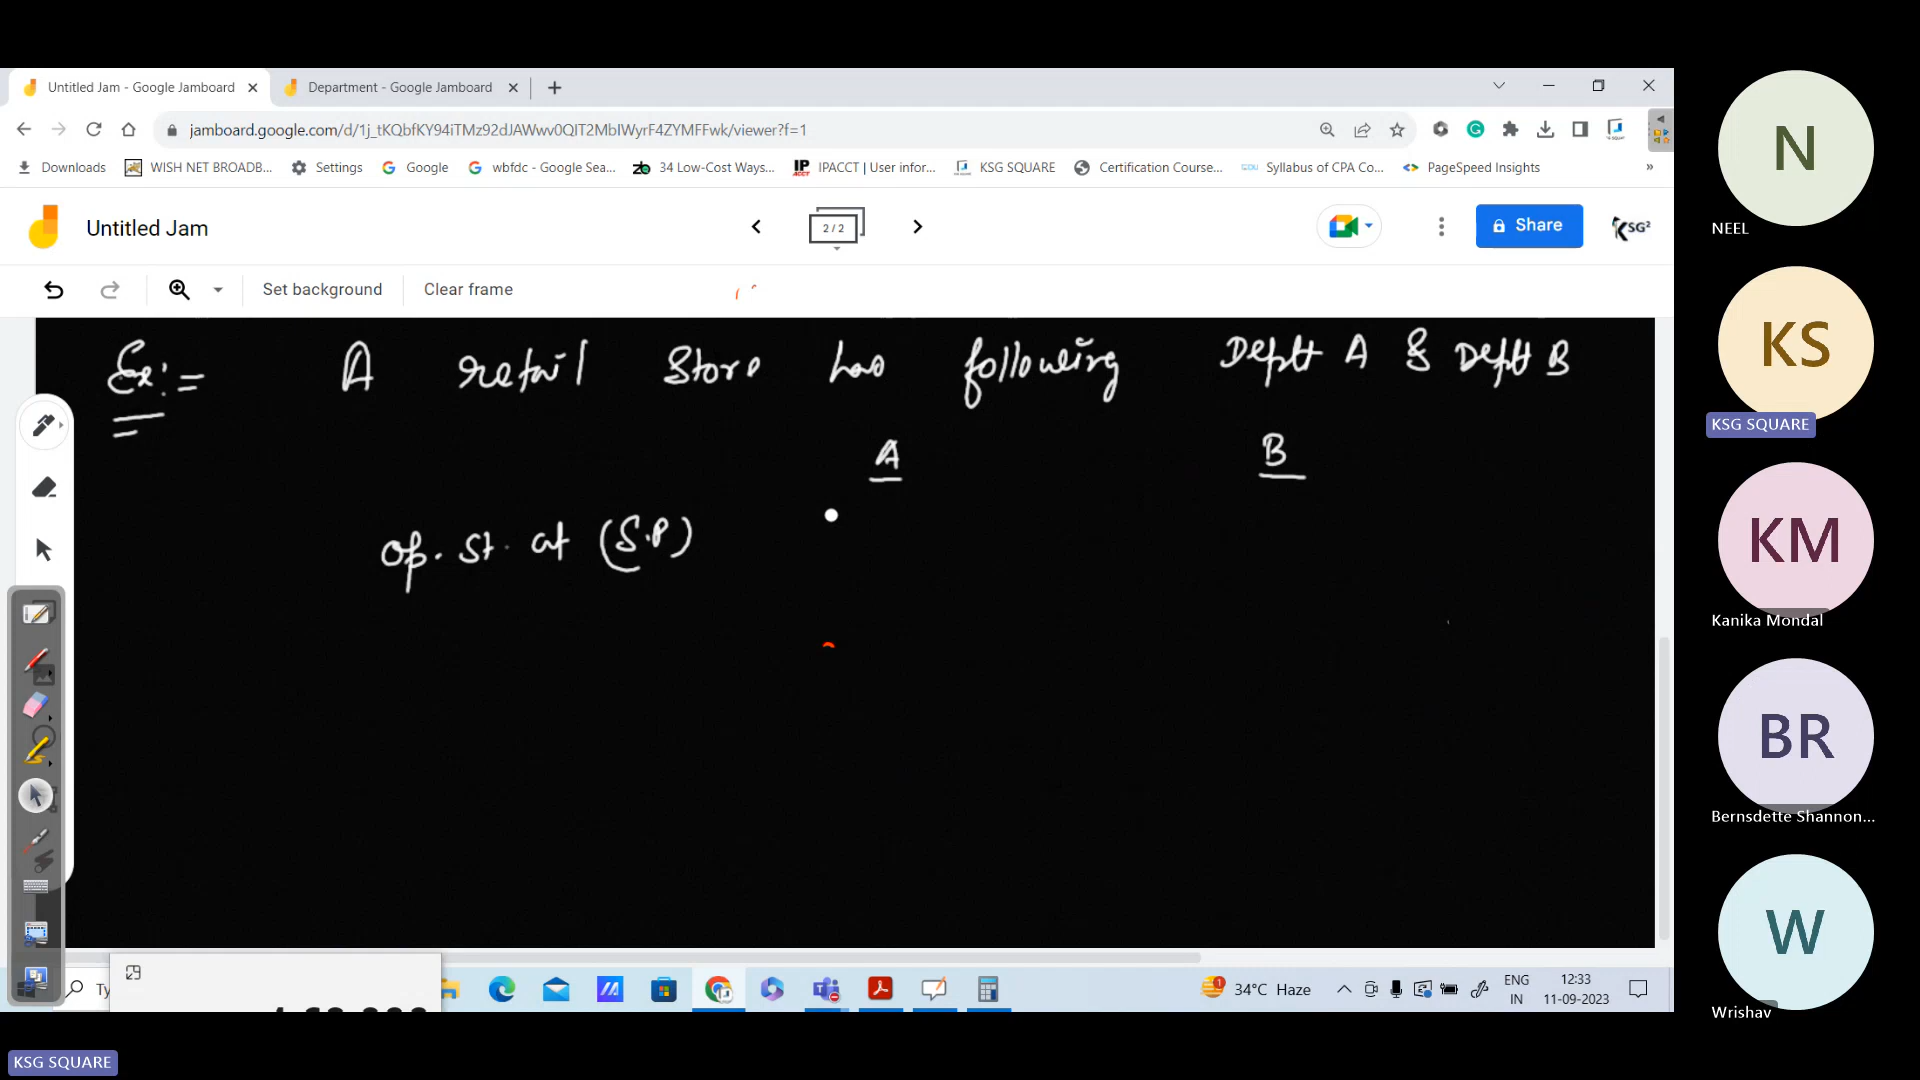 Untitled Jam - Google Jamboard
Department - Google Jamboard
jamboard.google.com/d/1j_tKQbfKY94iTMz92dJAWwv0QlT2MbIWyrF4ZYMFFwk/viewer?f=1
Downloads WISH NET BROADB... Settings Google wbfdc - Google Sea... 34 Low-Cost Ways... IPACCT | User infor... KSG SQUARE Certification Course... Syllabus of CPA Co... PageSpeed Insights »
Untitled Jam
2 / 2
Share
KSG²
Set background Clear frame
Ex:= A retail store has following Deptt A & Deptt B
A B
op. st. at (S.P)
Ty
34°C Haze
ENG
IN
12:33
11-09-2023
N
NEEL
KS
KSG SQUARE
KM
Kanika Mondal
BR
Bernsdette Shannon...
W
Wrishav
KSG SQUARE